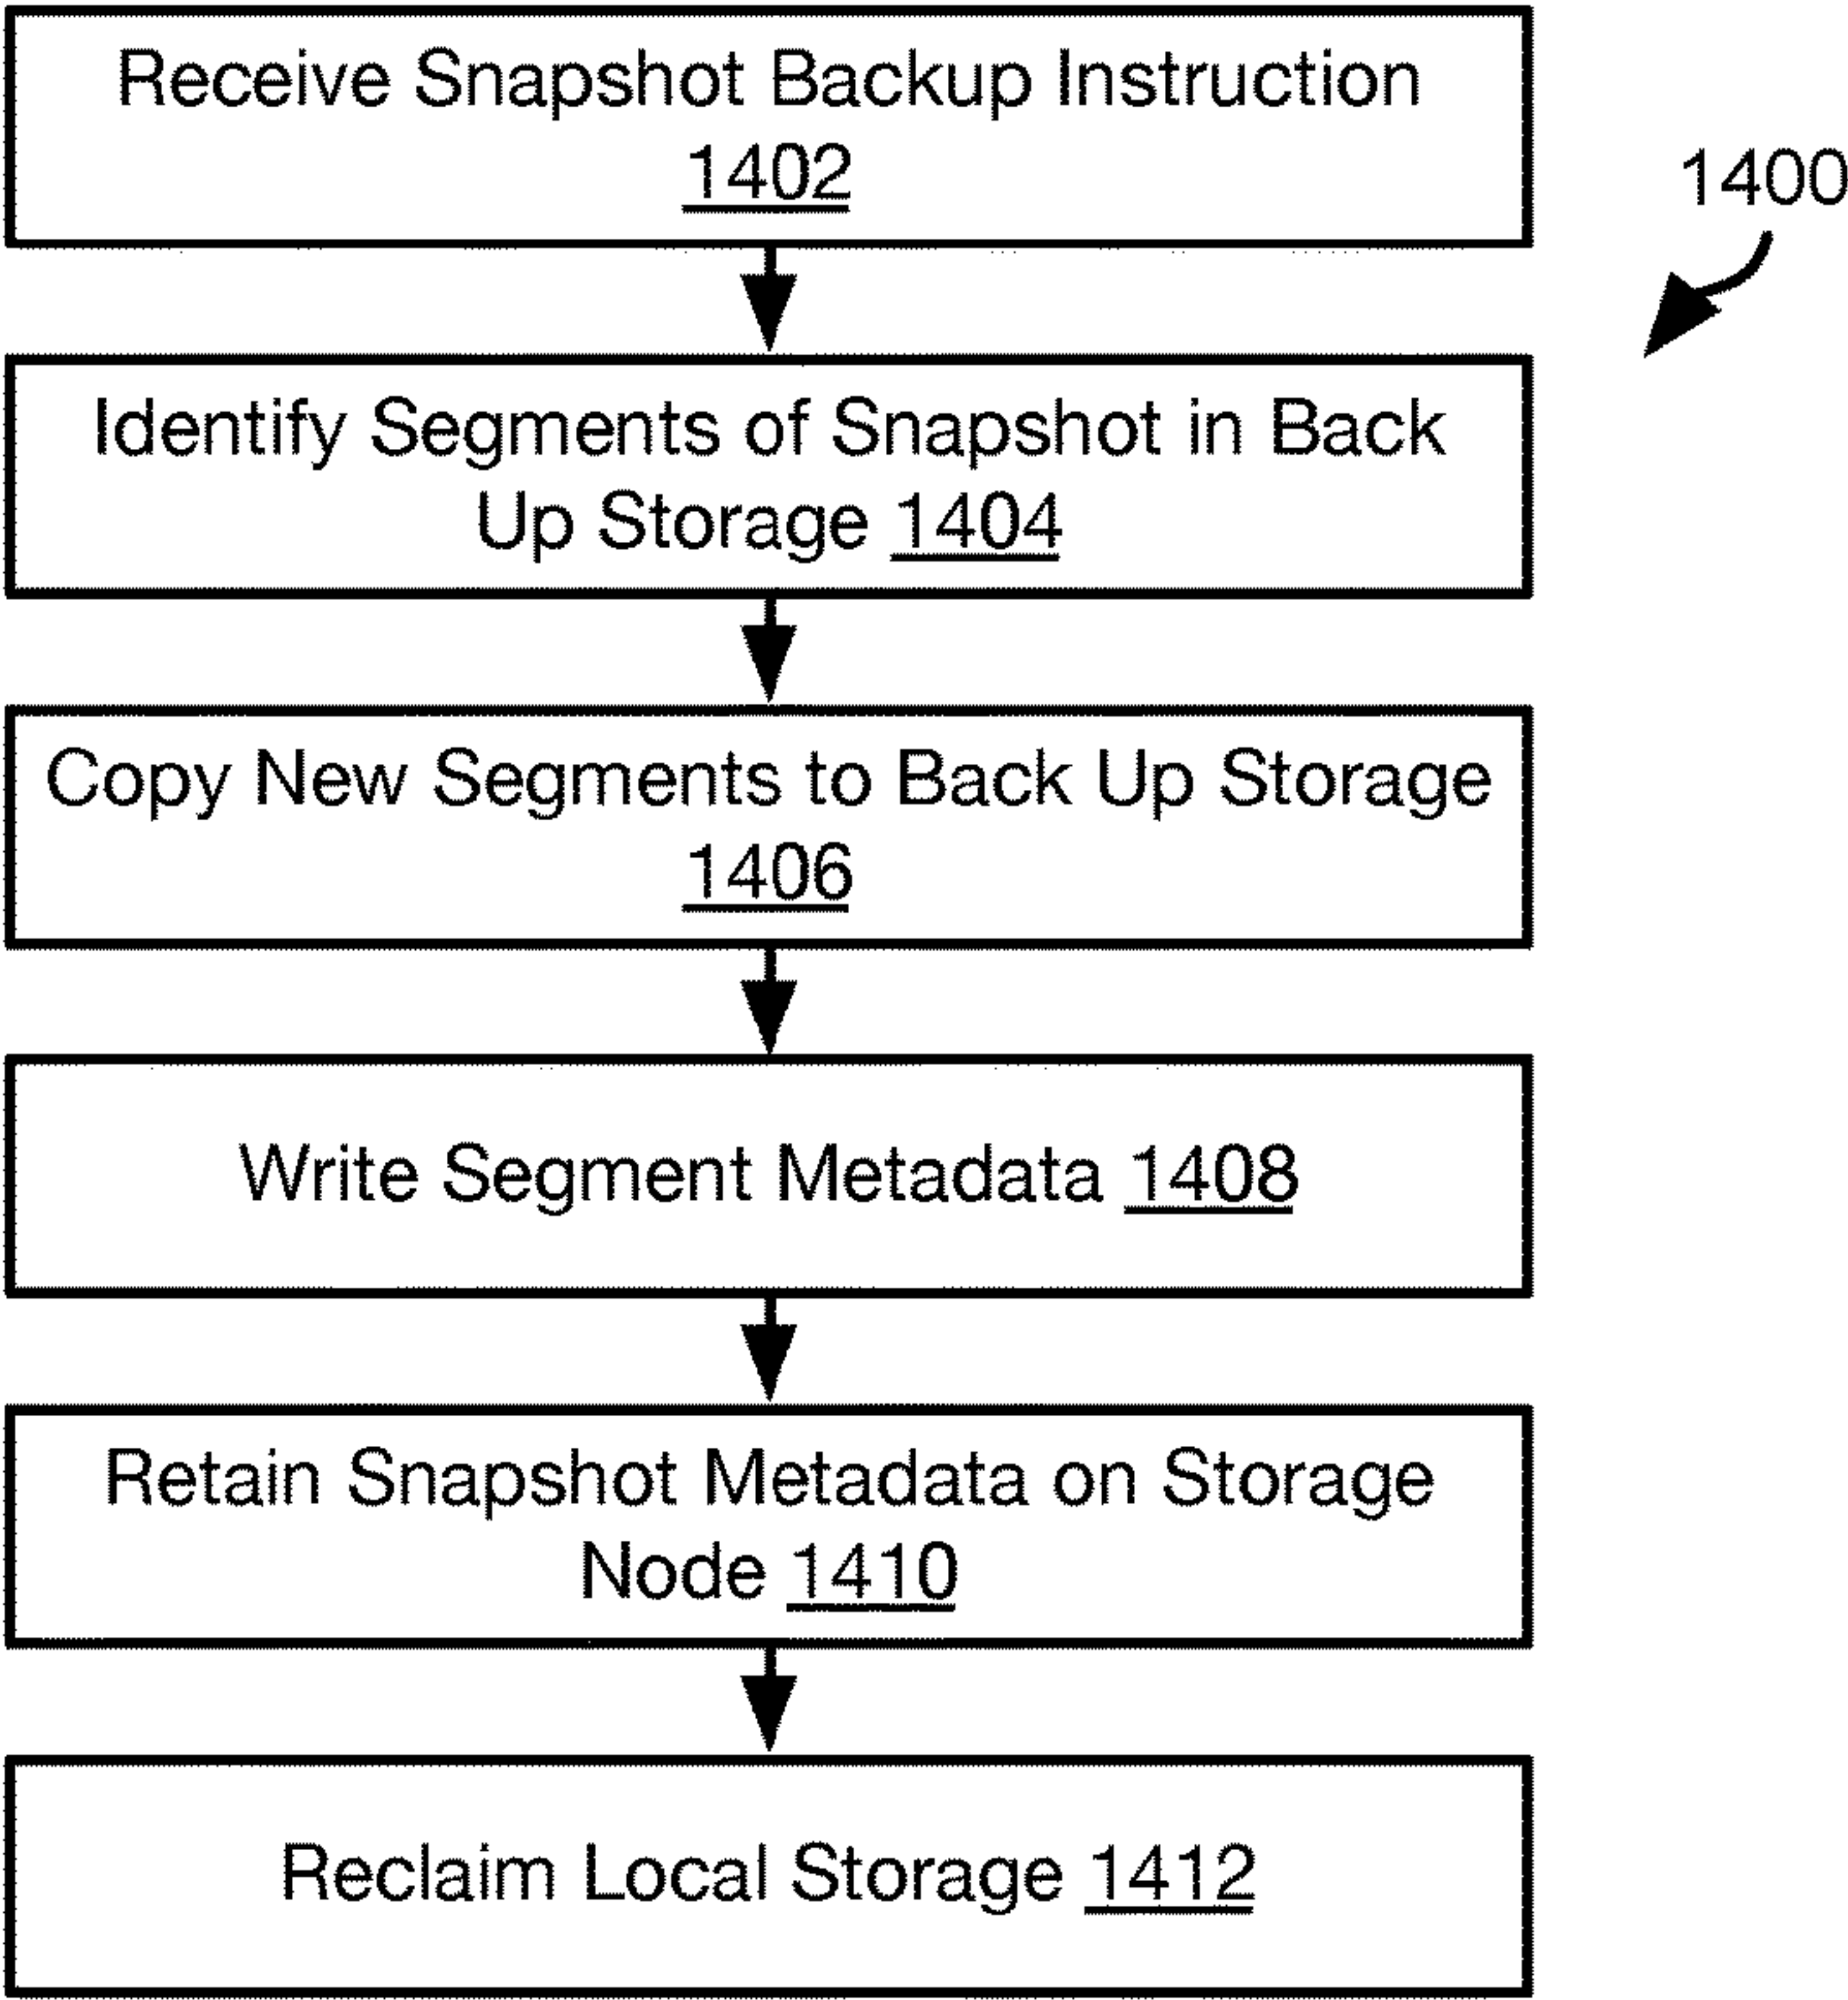 Receive Snapshot Backup Instruction
1402
1400
Identify Segments of Snapshot in Back
Up Storage 1404
Copy New Segments to Back Up Storage
1406
Write Segment Metadata 1408
Retain Snapshot Metadata on Storage
Node 1410
Reclaim Local Storage 1412